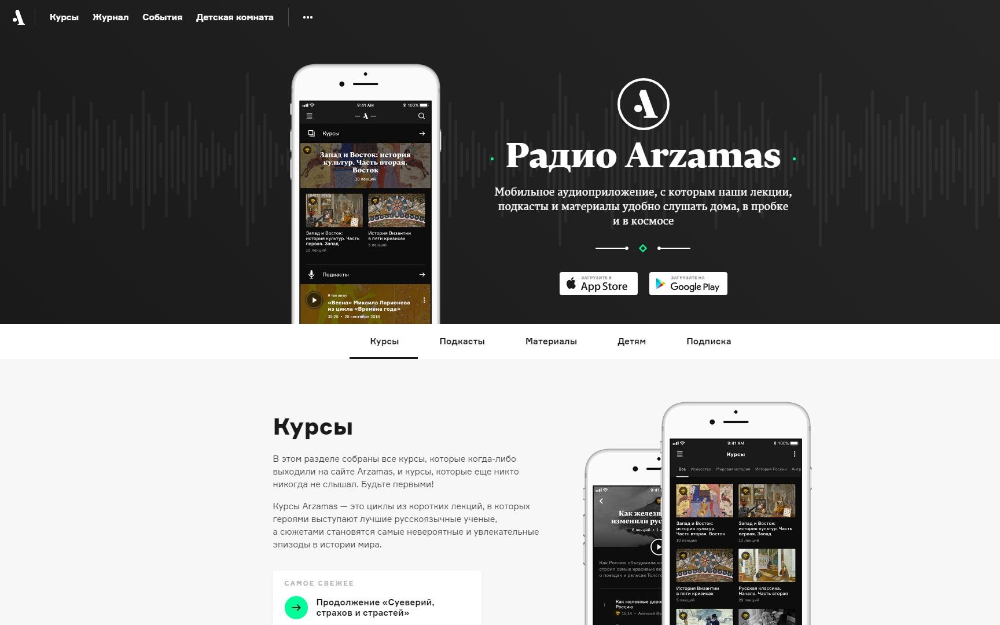 Курсы
Журнал
События
Детская комната
9:41 AM
100%
Курсы
Запад и Восток: история
культур. Часть вторая.
Восток
10 лекций
Запад и Восток:
история культур. Часть
первая. Запад
10 лекций
История Византии
в пяти кризисах
5 лекций
Подкасты
Я так вижу
«Весна» Михаила Ларионова
из цикла «Времена года»
35:25 • 25 сентября 2018
Радио Arzamas
Мобильное аудиоприложение, с которым наши лекции,
подкасты и материалы удобно слушать дома, в пробке
и в космосе
ЗАГРУЗИТЕ В
App Store
ЗАГРУЗИТЕ НА
Google Play
Курсы
Подкасты
Материалы
Детям
Подписка
Курсы
В этом разделе собраны все курсы, которые когда-либо
выходили на сайте Arzamas, и курсы, которые еще никто
никогда не слышал. Будьте первыми!
Курсы Arzamas — это циклы из коротких лекций, в которых
героями выступают лучшие русскоязычные ученые,
а сюжетами становятся самые невероятные и увлекательные
эпизоды в истории мира.
САМОЕ СВЕЖЕЕ
Продолжение «Суеверий,
страхов и страстей»
9:41
Как железн
изменили рус
6 лекций • 1 ч
Как Россию объединила же
строил самые красивые во
о поездах и рельсах Толсто
1
Как железные доро
Россию
15:14 • Алексей Ву
9:41 AM
100%
Курсы
Все
Искусство
Мировая история
История России
Антр
Запад и Восток:
история культур.
Часть вторая. Восток
10 лекций
Запад и Восток:
история культур. Часть
первая. Запад
10 лекций
История Византии
в пяти кризисах
5 лекций
Русская классика.
Начало. Часть вторая
29 лекций